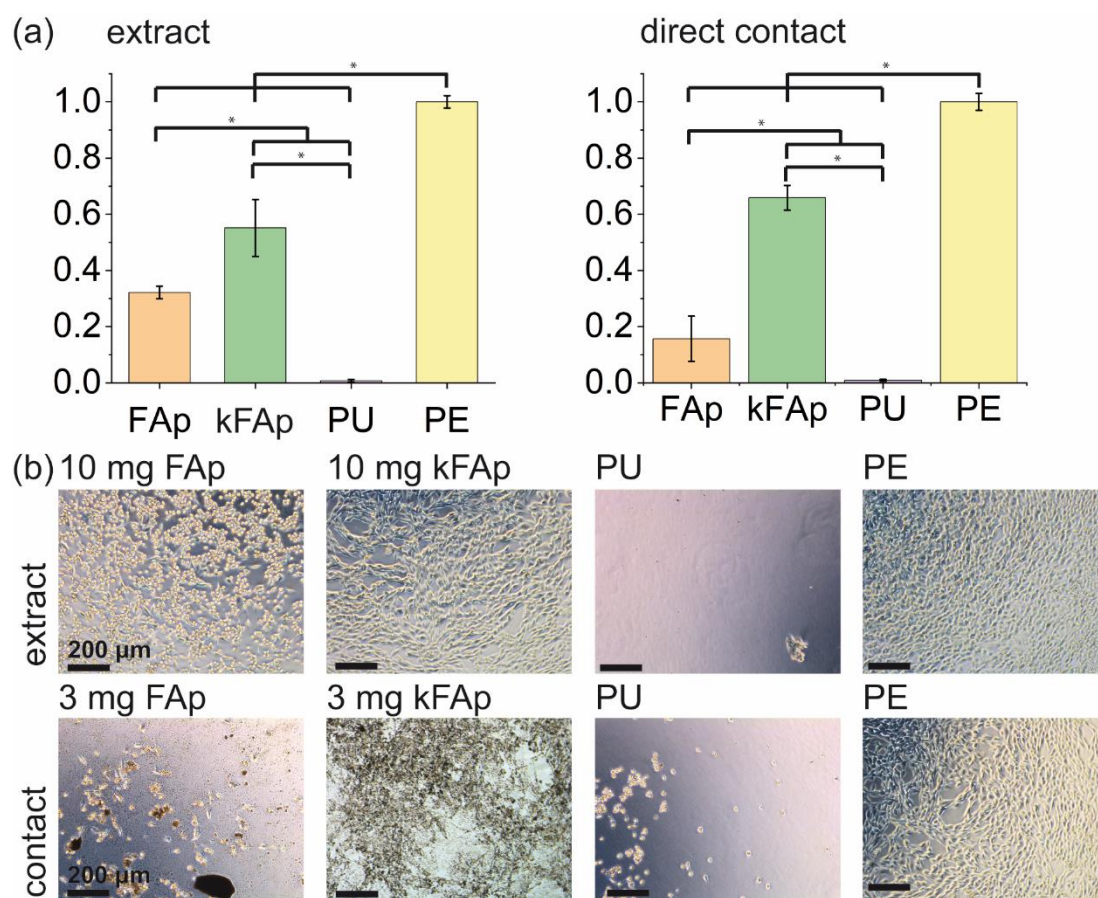 (a) extract
direct contact
*
*
*
1.0
0.8
0.6
0.4
0.2
0.0
FAp kFAp PU PE
*
*
*
1.0
0.8
0.6
0.4
0.2
0.0
FAp kFAp PU PE
(b) 10 mg FAp 10 mg kFAp PU PE
extract
200 µm
3 mg FAp 3 mg kFAp PU PE
contact
200 µm